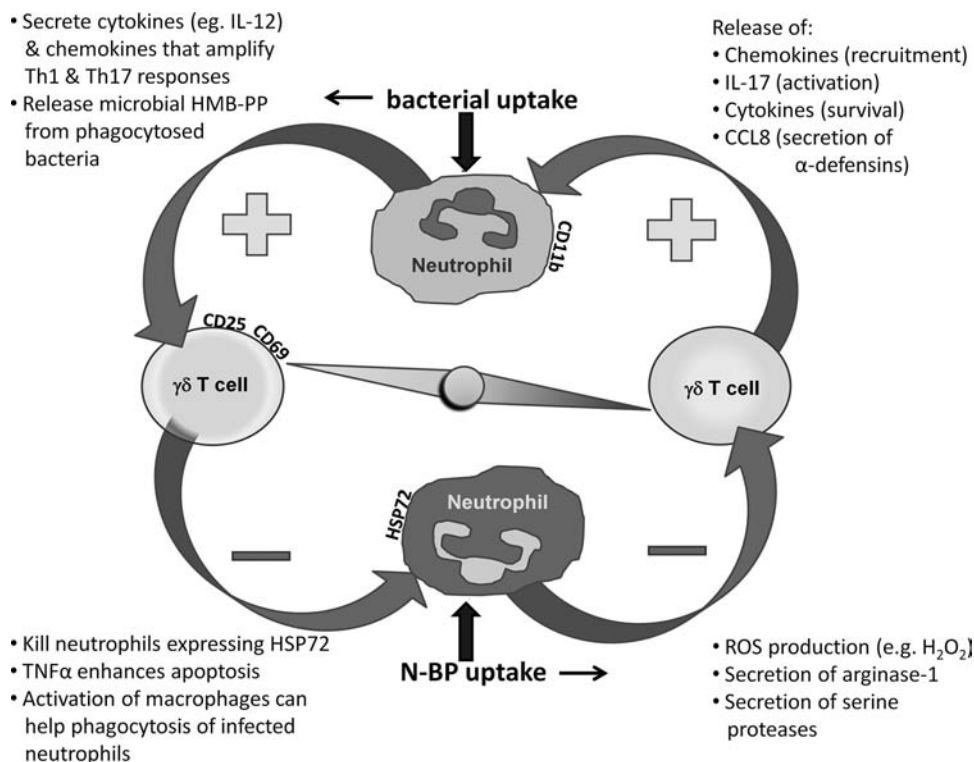 • Secrete cytokines (eg. IL-12)
& chemokines that amplify
Th1 & Th17 responses
• Release microbial HMB-PP
from phagocytosed
bacteria
← bacterial uptake
Release of:
• Chemokines (recruitment)
• IL-17 (activation)
• Cytokines (survival)
• CCL8 (secretion of
α-defensins)
Neutrophil
CD11b
CD25 CD69
γδ T cell
γδ T cell
HSP72
Neutrophil
• Kill neutrophils expressing HSP72
• TNFα enhances apoptosis
• Activation of macrophages can
help phagocytosis of infected
neutrophils
N-BP uptake →
• ROS production (e.g. H₂O₂)
• Secretion of arginase-1
• Secretion of serine
proteases